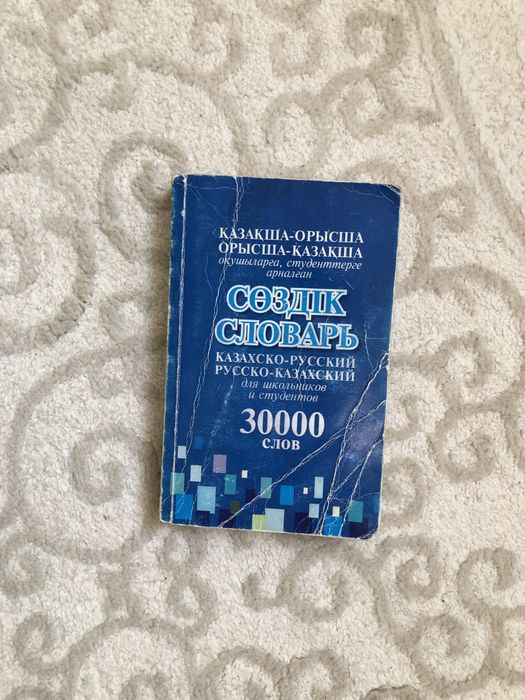 ҚАЗАҚША-ОРЫСША
ОРЫСША-ҚАЗАҚША
оқушыларға, студенттерге
арналған
СӨЗДІК
СЛОВАРЬ
КАЗАХСКО-РУССКИЙ
РУССКО-КАЗАХСКИЙ
для школьников
и студентов
30000
слов